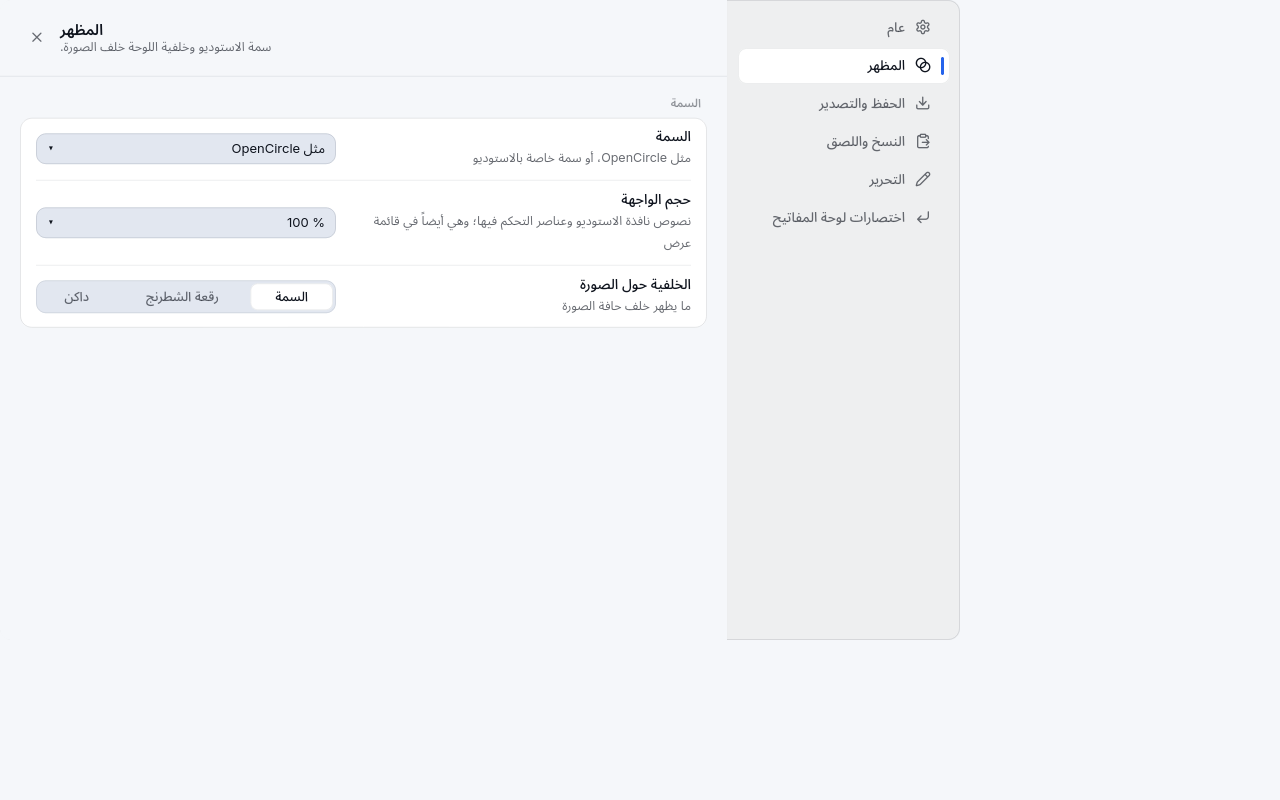 عام
المظهر
الحفظ والتصدير
النسخ واللصق
التحرير
اختصارات لوحة المفاتيح
المظهر
سمة الاستوديو وخلفية اللوحة خلف الصورة.
السمة
السمة
مثل OpenCircle، أو سمة خاصة بالاستوديو
مثل OpenCircle
حجم الواجهة
نصوص نافذة الاستوديو وعناصر التحكم فيها؛ وهي أيضاً في قائمة
عرض
100 %
الخلفية حول الصورة
ما يظهر خلف حافة الصورة
السمة رقعة الشطرنج داكن